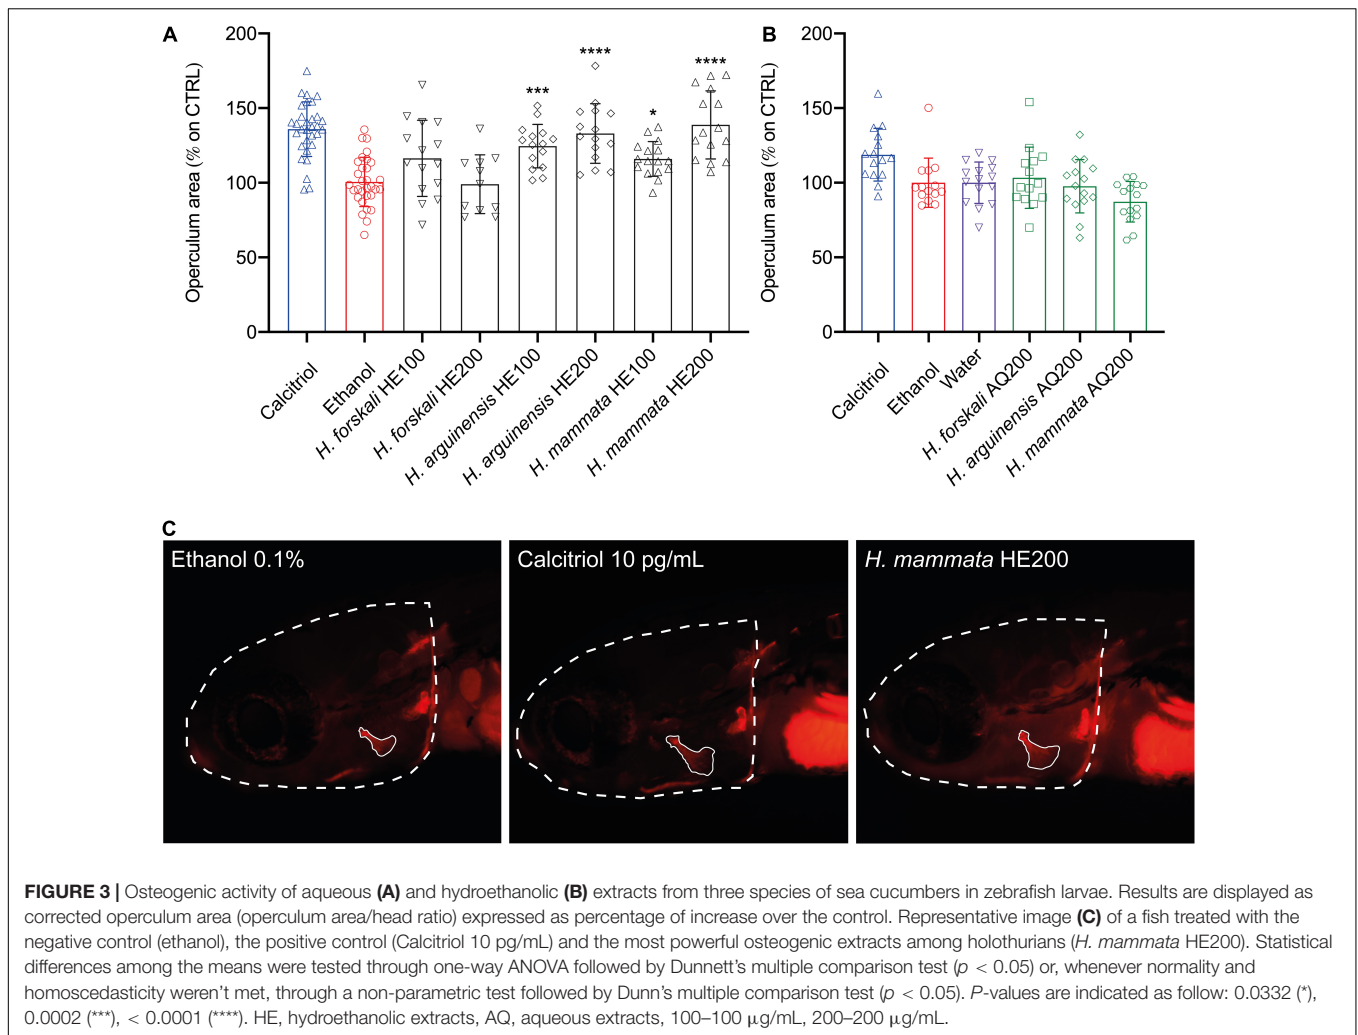 A
Operculum area (% on CTRL)
200
150
100
50
0
***
****
*
****
Calcitriol
Ethanol
H. forskali HE100
H. forskali HE200
H. arguinensis HE100
H. arguinensis HE200
H. mammata HE100
H. mammata HE200
B
Operculum area (% on CTRL)
200
150
100
50
0
Calcitriol
Ethanol
Water
H. forskali AQ200
H. arguinensis AQ200
H. mammata AQ200
C
Ethanol 0.1%
Calcitriol 10 pg/mL
H. mammata HE200
FIGURE 3 | Osteogenic activity of aqueous (A) and hydroethanolic (B) extracts from three species of sea cucumbers in zebrafish larvae. Results are displayed as
corrected operculum area (operculum area/head ratio) expressed as percentage of increase over the control. Representative image (C) of a fish treated with the
negative control (ethanol), the positive control (Calcitriol 10 pg/mL) and the most powerful osteogenic extracts among holothurians (H. mammata HE200). Statistical
differences among the means were tested through one-way ANOVA followed by Dunnett's multiple comparison test (p < 0.05) or, whenever normality and
homoscedasticity weren't met, through a non-parametric test followed by Dunn's multiple comparison test (p < 0.05). P-values are indicated as follow: 0.0332 (*),
0.0002 (***), < 0.0001 (****). HE, hydroethanolic extracts, AQ, aqueous extracts, 100–100 μg/mL, 200–200 μg/mL.